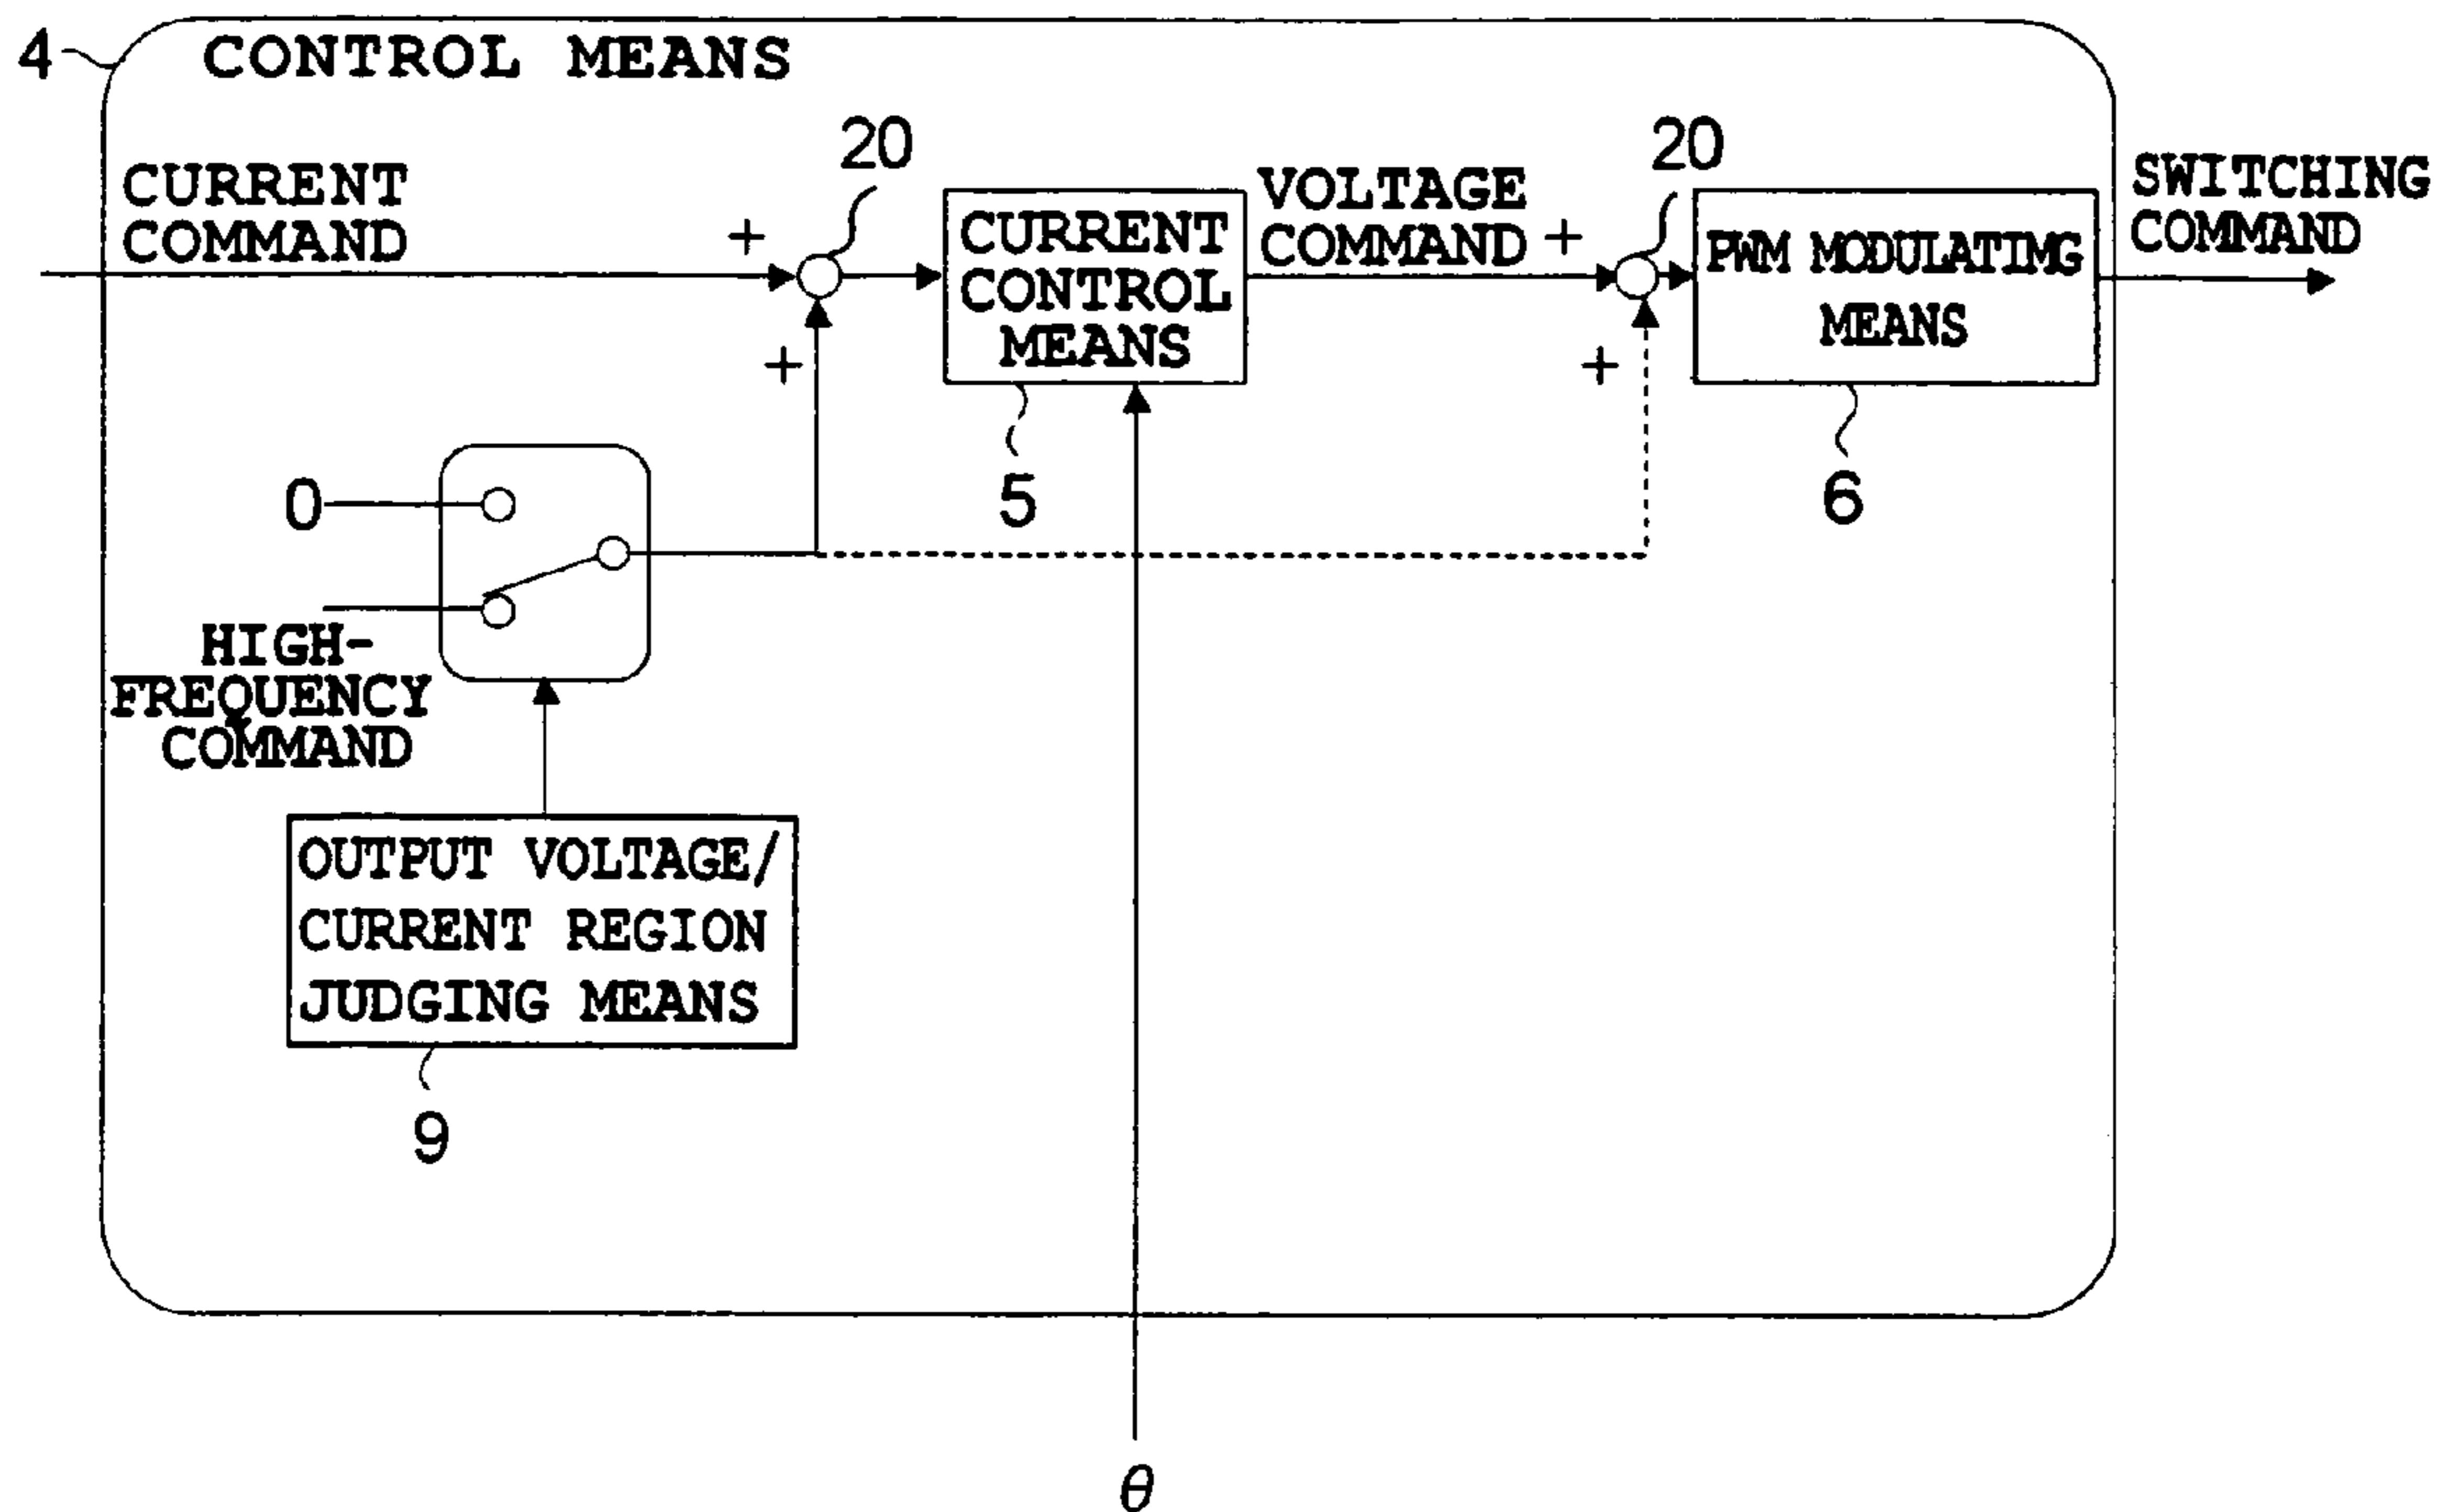 4
CONTROL MEANS
20
20
CURRENT
COMMAND
+
CURRENT
CONTROL
MEANS
VOLTAGE
COMMAND
+
PWM MODULATIMG
MEANS
SWITCHING
COMMAND
+
+
5
6
0
HIGH-
FREQUENCY
COMMAND
OUTPUT VOLTAGE/
CURRENT REGION
JUDGING MEANS
9
θ